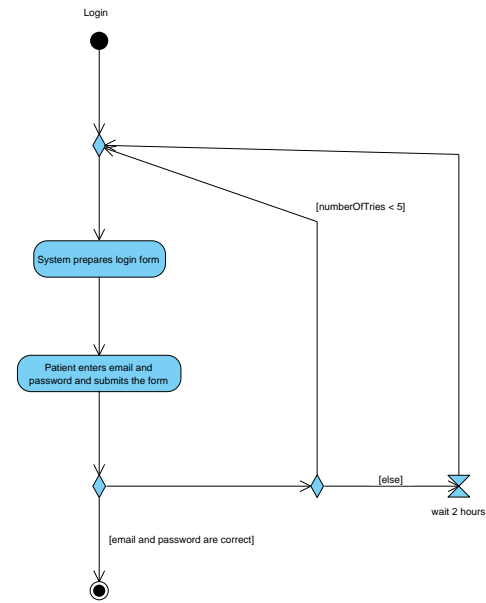 Login
[numberOfTries < 5]
System prepares login form
Patient enters email and
password and submits the form
[else]
wait 2 hours
[email and password are correct]